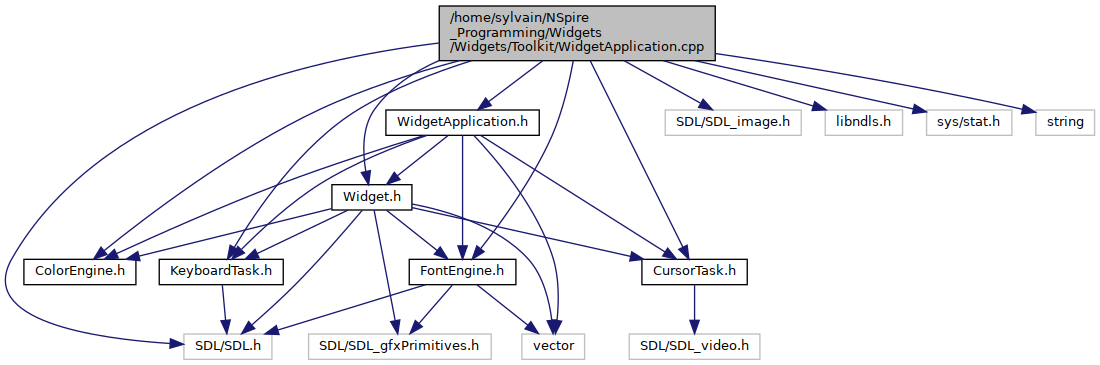 /home/sylvain/NSpire
_Programming/Widgets
/Widgets/Toolkit/WidgetApplication.cpp
WidgetApplication.h
SDL/SDL_image.h
libndls.h
sys/stat.h
string
Widget.h
ColorEngine.h
KeyboardTask.h
FontEngine.h
CursorTask.h
SDL/SDL.h
SDL/SDL_gfxPrimitives.h
vector
SDL/SDL_video.h